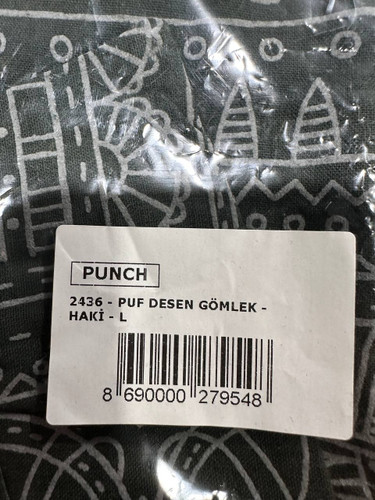 PUNCH
2436 - PUF DESEN GÖMLEK -
HAKİ - L
8 690000 279548